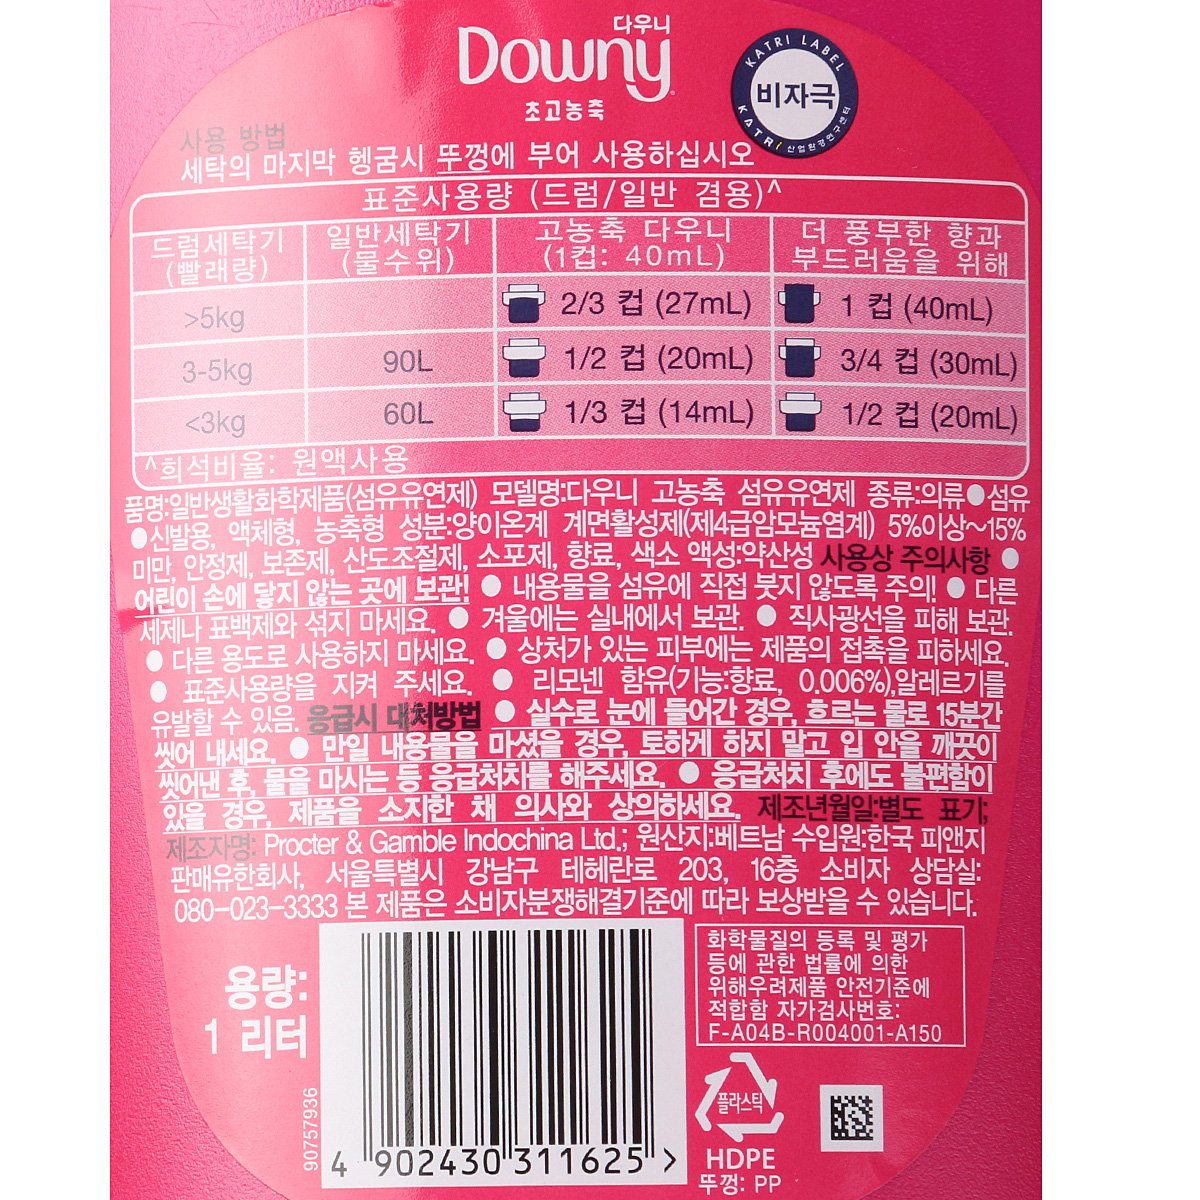 다우니
Downy
초고농축
KATRI LABEL
비자극
KATRi 산업환경연구센터
사용 방법
세탁의 마지막 헹굼시 뚜껑에 부어 사용하십시오
표준사용량 (드럼/일반 겸용)^
드럼세탁기 (빨래량) 일반세탁기 (물수위) 고농축 다우니 (1컵: 40mL) 더 풍부한 향과 부드러움을 위해
>5kg 2/3 컵 (27mL) 1 컵 (40mL)
3-5kg 90L 1/2 컵 (20mL) 3/4 컵 (30mL)
<3kg 60L 1/3 컵 (14mL) 1/2 컵 (20mL)
^희석비율: 원액사용
품명:일반생활화학제품(섬유유연제) 모델명:다우니 고농축 섬유유연제 종류:의류●섬유
●신발용, 액체형, 농축형 성분:양이온계 계면활성제(제4급암모늄염계) 5%이상~15%
미만, 안정제, 보존제, 산도조절제, 소포제, 향료, 색소 액성:약산성 사용상 주의사항 ●
어린이 손에 닿지 않는 곳에 보관! ● 내용물을 섬유에 직접 붓지 않도록 주의! ● 다른
세제나 표백제와 섞지 마세요. ● 겨울에는 실내에서 보관. ● 직사광선을 피해 보관.
● 다른 용도로 사용하지 마세요. ● 상처가 있는 피부에는 제품의 접촉을 피하세요.
● 표준사용량을 지켜 주세요. ● 리모넨 함유(기능:향료, 0.006%),알레르기를
유발할 수 있음. 응급시 대처방법 ● 실수로 눈에 들어간 경우, 흐르는 물로 15분간
씻어 내세요. ● 만일 내용물을 마셨을 경우, 토하게 하지 말고 입 안을 깨끗이
씻어낸 후, 물을 마시는 등 응급처치를 해주세요. ● 응급처치 후에도 불편함이
있을 경우, 제품을 소지한 채 의사와 상의하세요. 제조년월일:별도 표기;
제조자명: Procter & Gamble Indochina Ltd.; 원산지:베트남 수입원:한국 피앤지
판매유한회사, 서울특별시 강남구 테헤란로 203, 16층 소비자 상담실:
080-023-3333 본 제품은 소비자분쟁해결기준에 따라 보상받을 수 있습니다.
용량:
1 리터
90757936
4 902430 311625 >
화학물질의 등록 및 평가
등에 관한 법률에 의한
위해우려제품 안전기준에
적합함 자가검사번호:
F-A04B-R004001-A150
플라스틱
HDPE
뚜껑: PP